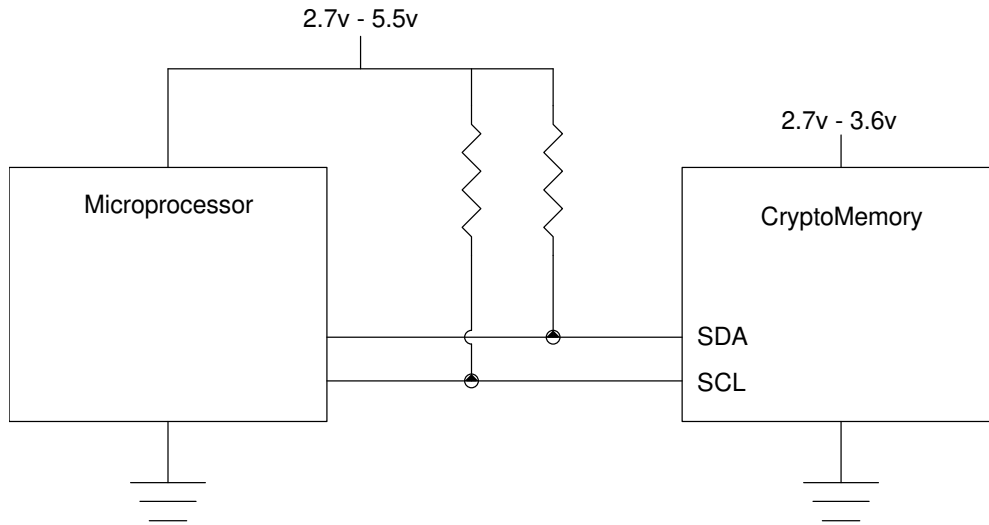 2.7v - 5.5v
2.7v - 3.6v
Microprocessor
CryptoMemory
SDA
SCL